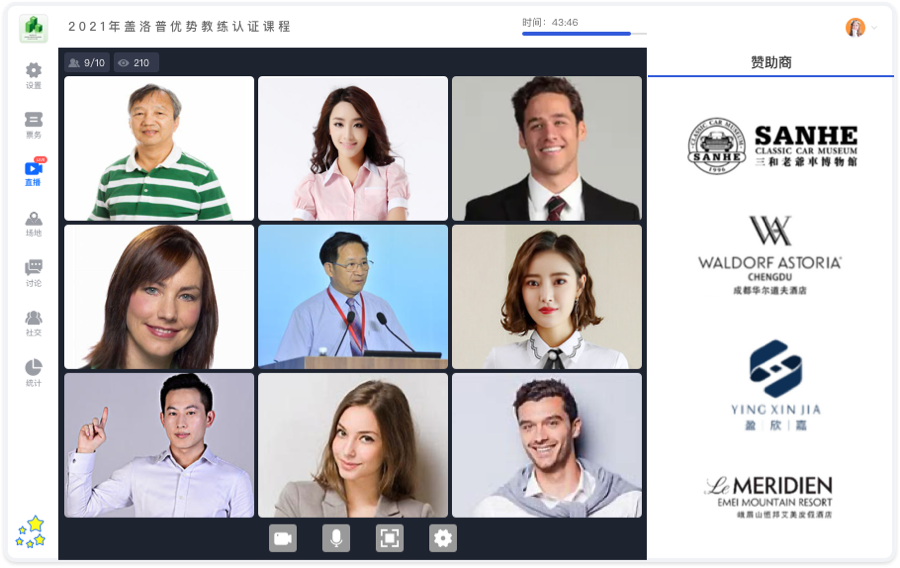 2021年盖洛普优势教练认证课程
时间：43:46
设置
票务
LIVE
直播
场地
讨论
社交
统计
9/10
210
赞助商
CLASSIC CAR MUSEUM
SANHE
1996
SANHE
CLASSIC CAR MUSEUM
三和老爺車博物館
WALDORF ASTORIA
CHENGDU
成都华尔道夫酒店
YING XIN JIA
盈 欣 嘉
Le MERIDIEN
EMEI MOUNTAIN RESORT
峨眉山恒邦艾美度假酒店